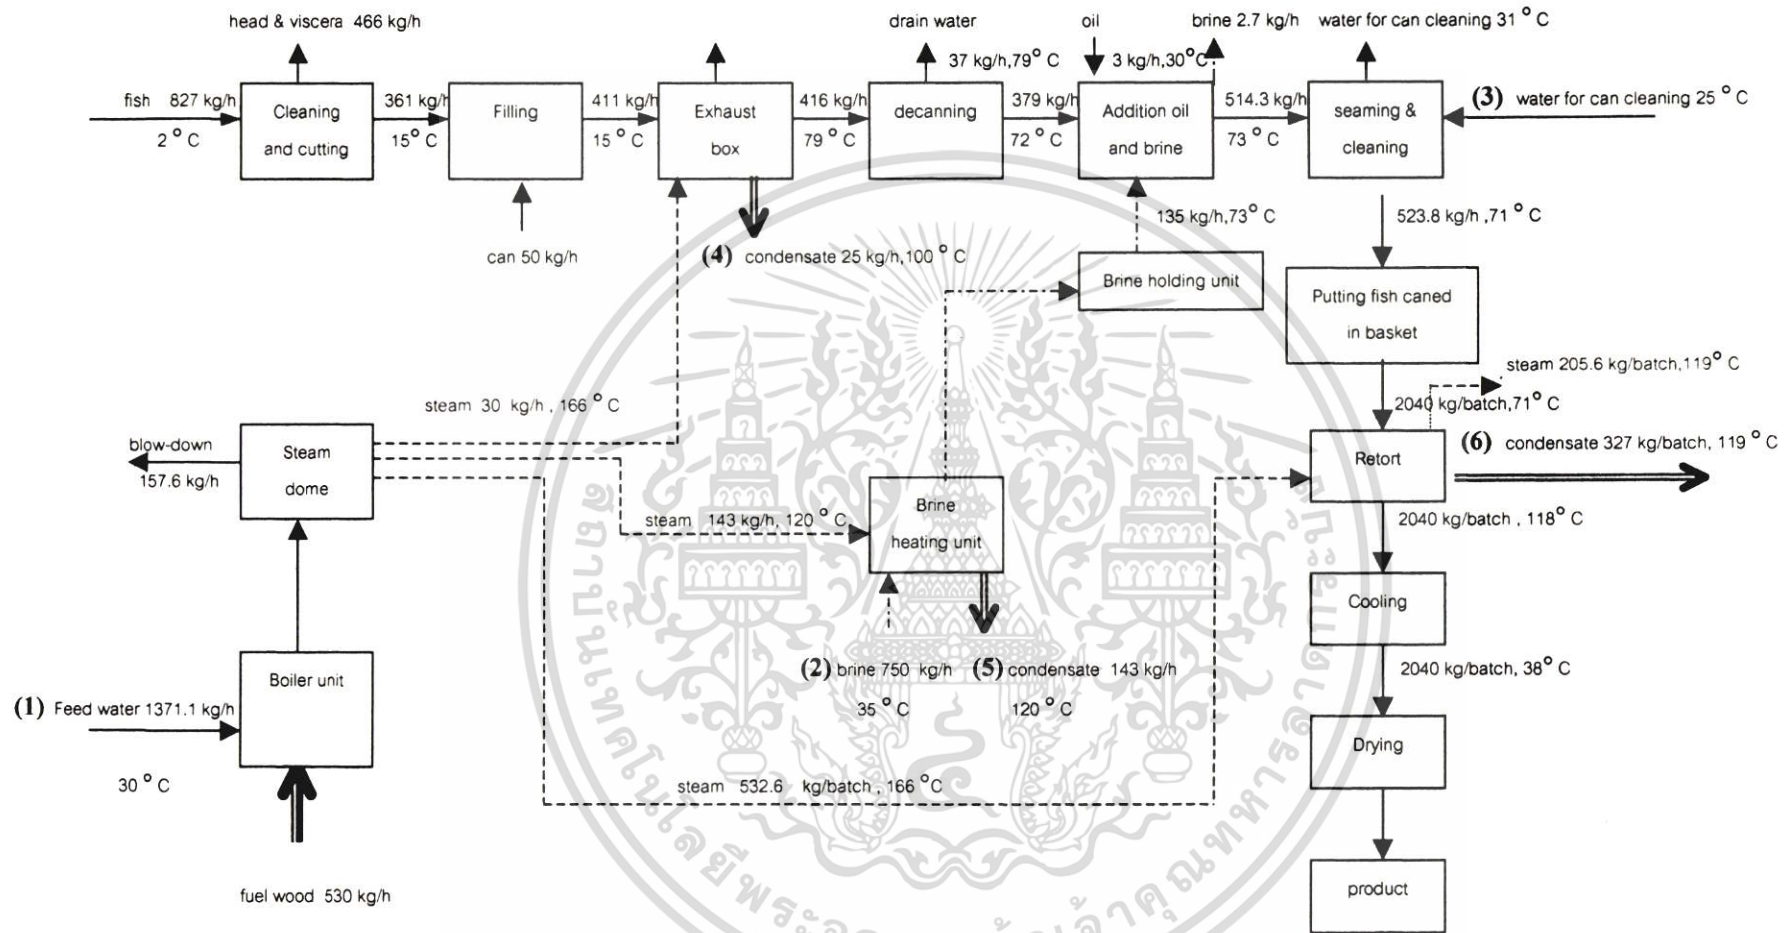 head & viscera 466 kg/h
drain water
oil
brine 2.7 kg/h
water for can cleaning 31 ° C
37 kg/h,79° C
3 kg/h,30°C
fish 827 kg/h
2 ° C
Cleaning
and cutting
361 kg/h
15° C
Filling
411 kg/h
15 ° C
Exhaust
box
416 kg/h
79° C
decanning
379 kg/h
72 ° C
Addition oil
and brine
514.3 kg/h
73 ° C
seaming &
cleaning
(3) water for can cleaning 25 ° C
can 50 kg/h
(4) condensate 25 kg/h,100 ° C
135 kg/h,73° C
523.8 kg/h ,71 ° C
Brine holding unit
Putting fish caned
in basket
steam 205.6 kg/batch,119° C
2040 kg/batch,71° C
steam 30 kg/h , 166 ° C
blow-down
157.6 kg/h
Steam
dome
Retort
(6) condensate 327 kg/batch, 119 ° C
steam 143 kg/h, 120 ° C
Brine
heating unit
2040 kg/batch , 118° C
Cooling
(2) brine 750 kg/h
35 ° C
(5) condensate 143 kg/h
120 ° C
2040 kg/batch, 38° C
(1) Feed water 1371.1 kg/h
30 ° C
Boiler unit
Drying
steam 532.6 kg/batch , 166 ° C
fuel wood 530 kg/h
product